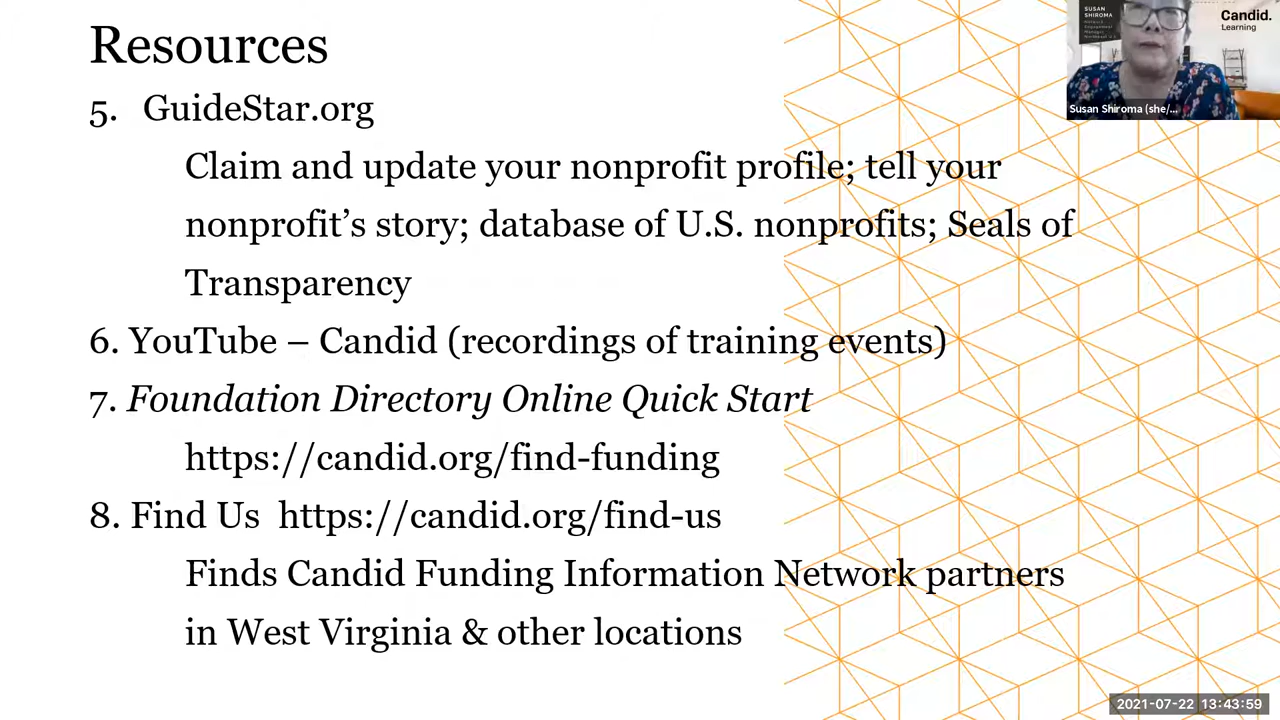 Resources
5. GuideStar.org
Claim and update your nonprofit profile; tell your
nonprofit’s story; database of U.S. nonprofits; Seals of
Transparency
6. YouTube – Candid (recordings of training events)
7. Foundation Directory Online Quick Start
https://candid.org/find-funding
8. Find Us https://candid.org/find-us
Finds Candid Funding Information Network partners
in West Virginia & other locations
SUSAN
SHIROMA
Candid.
Learning
Susan Shiroma (she/...
2021-07-22 13:43:59